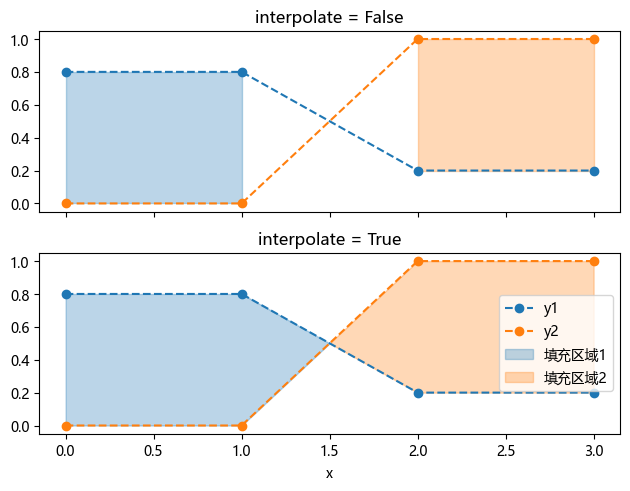 interpolate = False
1.0
0.8
0.6
0.4
0.2
0.0
interpolate = True
1.0
0.8
0.6
0.4
0.2
0.0
y1
y2
填充区域1
填充区域2
0.0 0.5 1.0 1.5 2.0 2.5 3.0
x